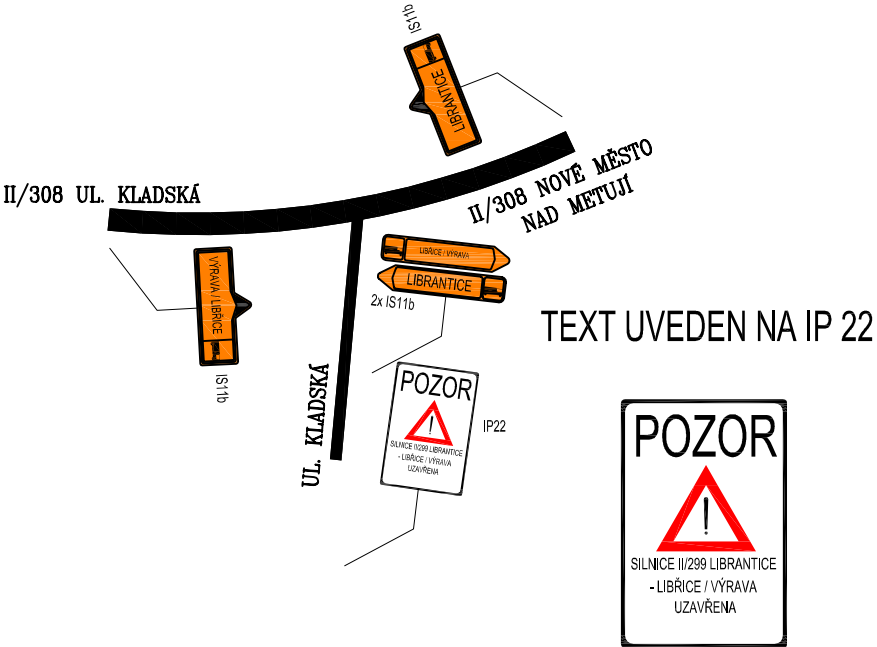 IS11b
LIBRANTICE
II/308 UL. KLADSKÁ
II/308 NOVÉ MĚSTO
NAD METUJÍ
VÝRAVA / LIBŘICE
IS11b
LIBŘICE / VÝRAVA
LIBRANTICE
2x IS11b
TEXT UVEDEN NA IP 22
UL. KLADSKÁ
POZOR
!
SILNICE II/299 LIBRANTICE
- LIBŘICE / VÝRAVA
UZAVŘENA
IP22
POZOR
!
SILNICE II/299 LIBRANTICE
- LIBŘICE / VÝRAVA
UZAVŘENA